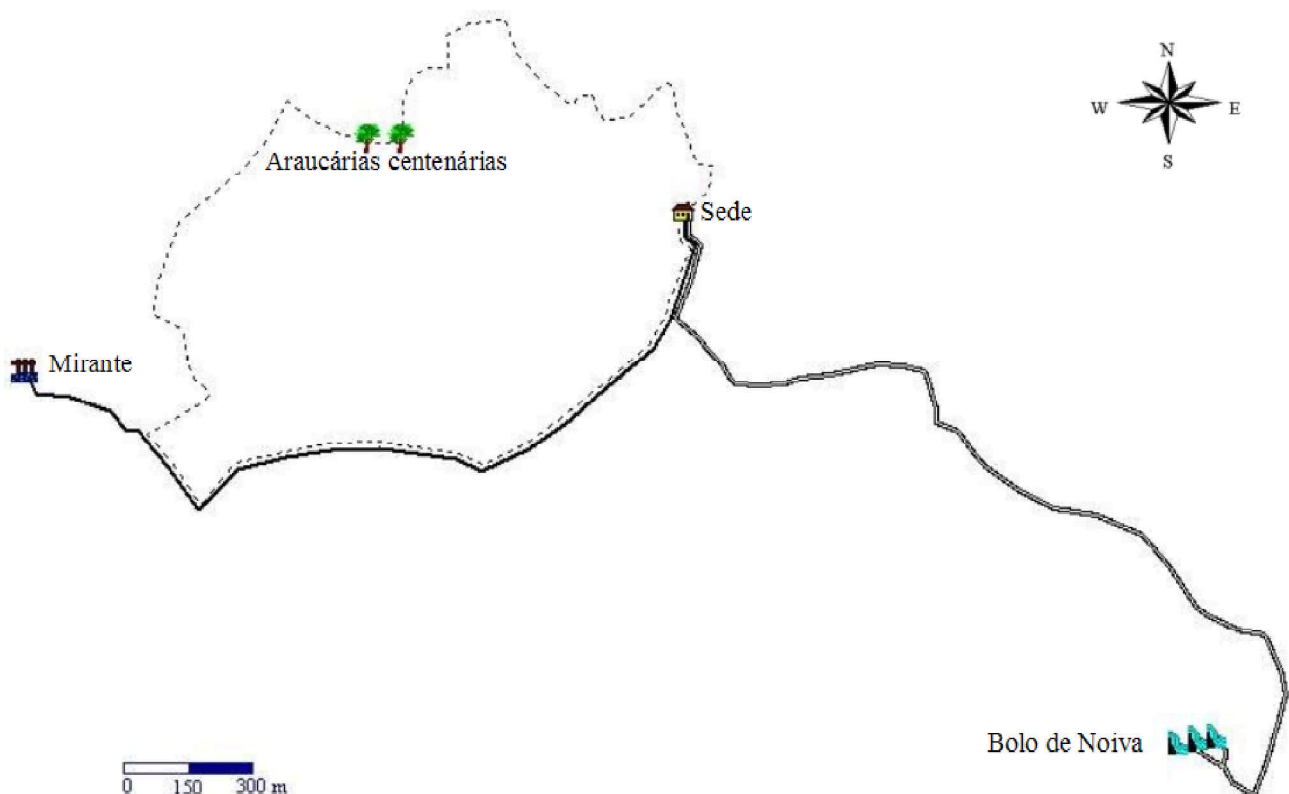 N
W E
S
Araucárias centenárias
Sede
Mirante
Bolo de Noiva
0 150 300 m